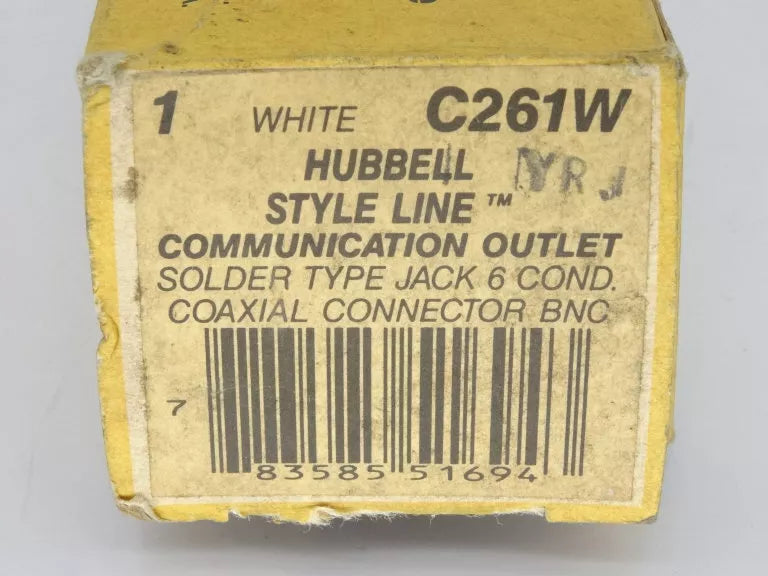 1 WHITE C261W
HUBBELL YRJ
STYLE LINE™
COMMUNICATION OUTLET
SOLDER TYPE JACK 6 COND.
COAXIAL CONNECTOR BNC
7 83585 51694